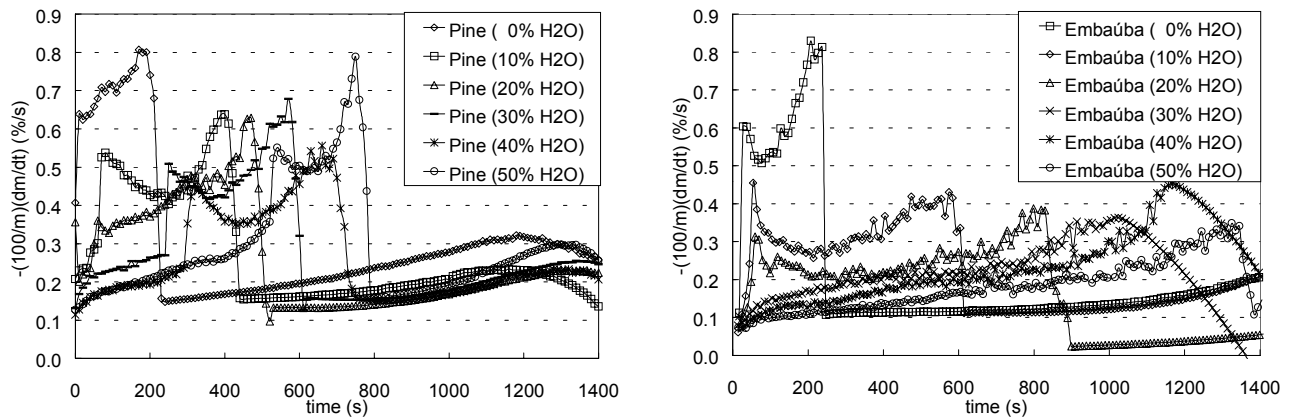 -(100/m)(dm/dt) (%/s)
0.9
0.8
0.7
0.6
0.5
0.4
0.3
0.2
0.1
0.0
0 200 400 600 800 1000 1200 1400
time (s)
Pine ( 0% H2O)
Pine (10% H2O)
Pine (20% H2O)
Pine (30% H2O)
Pine (40% H2O)
Pine (50% H2O)
-(100/m)(dm/dt) (%/s)
0.9
0.8
0.7
0.6
0.5
0.4
0.3
0.2
0.1
0.0
0 200 400 600 800 1000 1200 1400
time (s)
Embaúba ( 0% H2O)
Embaúba (10% H2O)
Embaúba (20% H2O)
Embaúba (30% H2O)
Embaúba (40% H2O)
Embaúba (50% H2O)